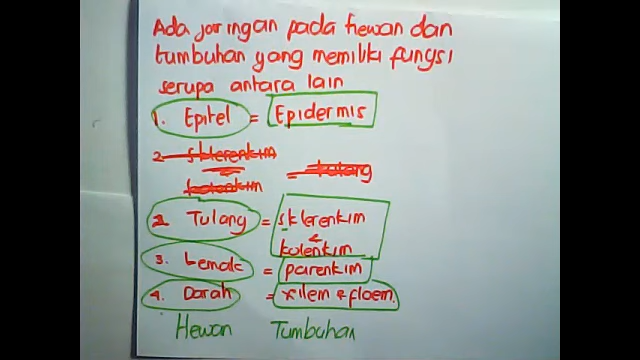 Ada jaringan pada hewan dan
tumbuhan yang memiliki fungsi
serupa antara lain
1. Epitel = Epidermis
2. sklerenkim = tulang
kolenkim
2. Tulang = sklerenkim
& kolenkim
3. Lemak = parenkim
4. Darah = xilem & floem.
Hewan Tumbuhan